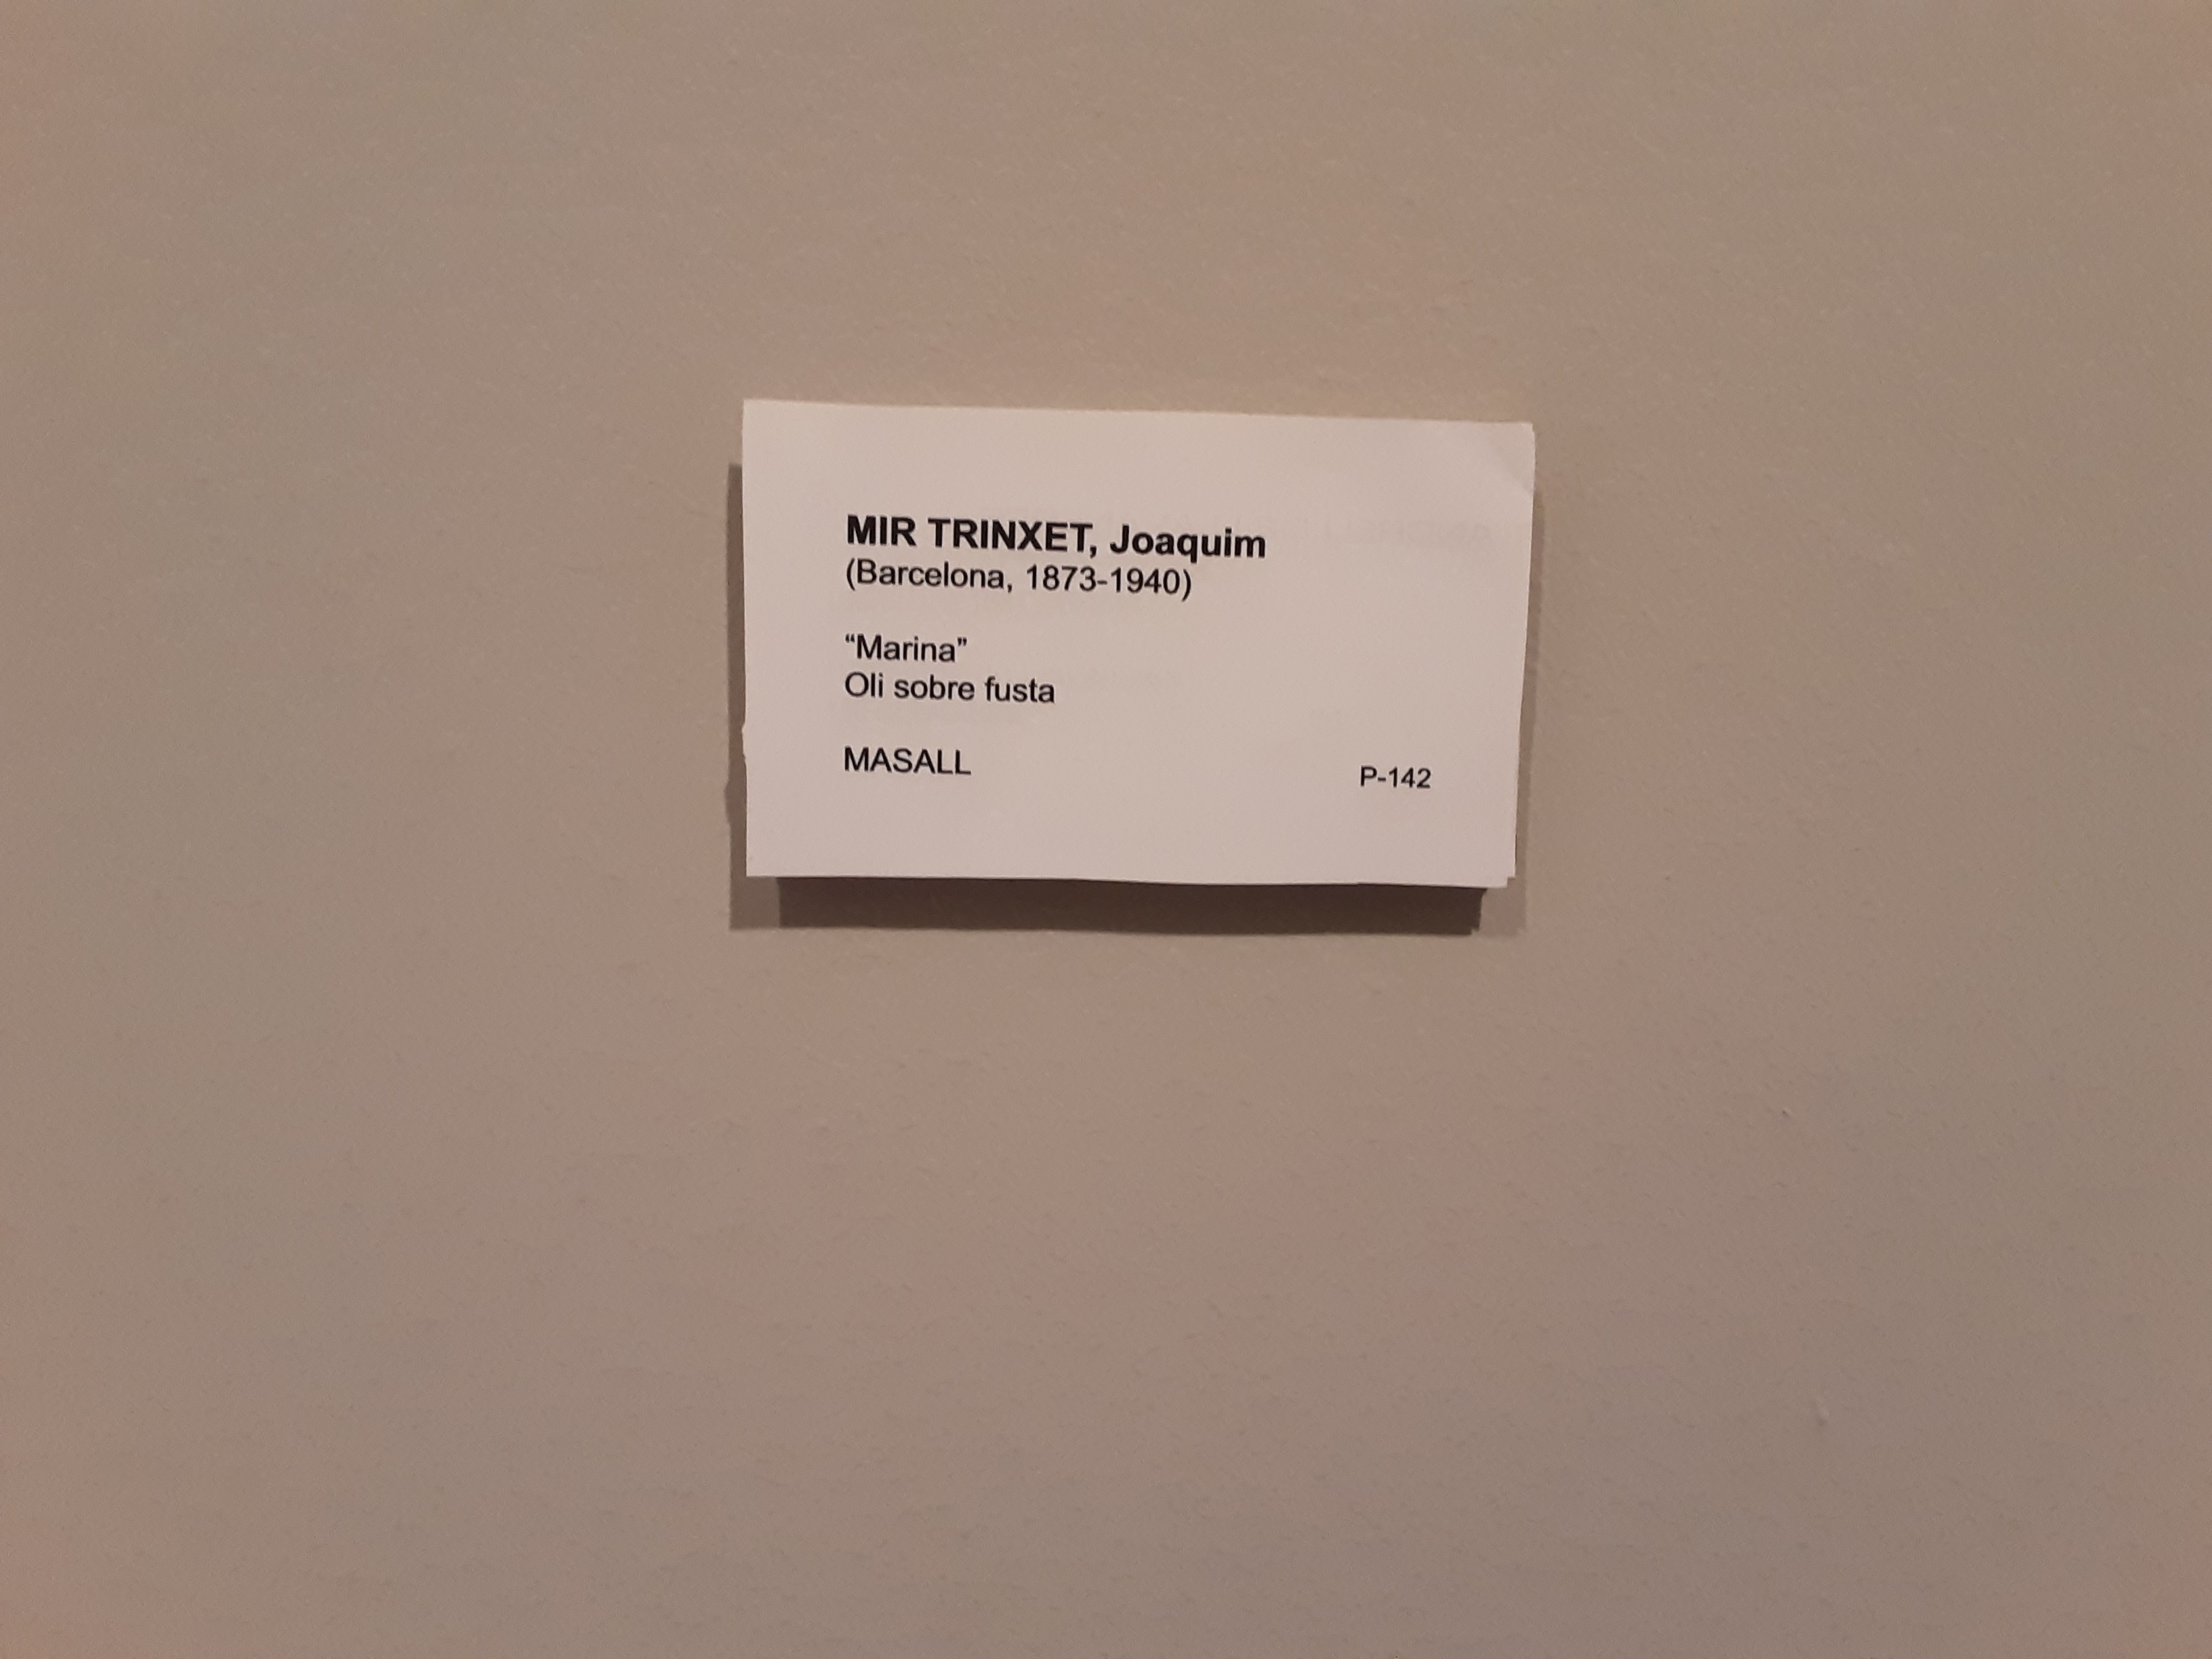 MIR TRINXET, Joaquim
(Barcelona, 1873-1940)
“Marina”
Oli sobre fusta
MASALL
P-142